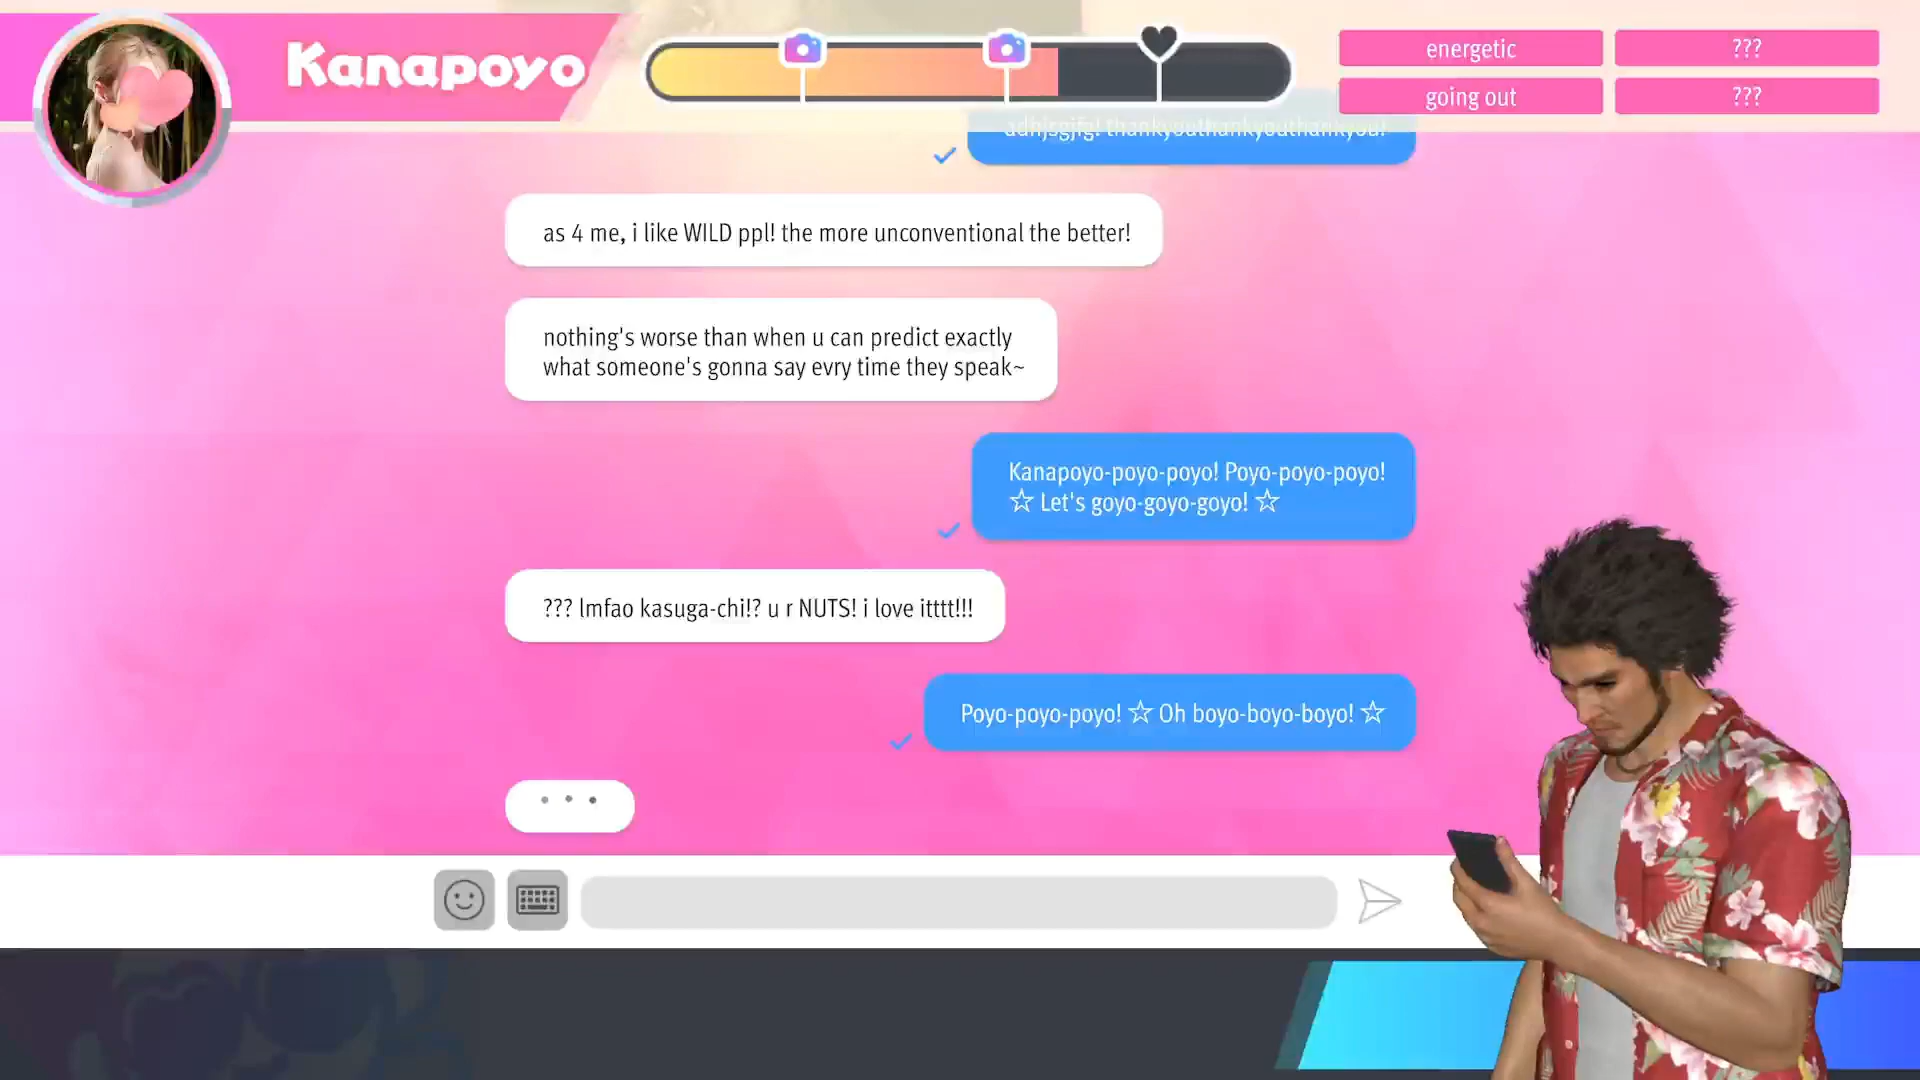 Kanapoyo
energetic
???
going out
???
adhjsgjfg! thankyouthankyouthankyou!
as 4 me, i like WILD ppl! the more unconventional the better!
nothing's worse than when u can predict exactly
what someone's gonna say evry time they speak~
Kanapoyo-poyo-poyo! Poyo-poyo-poyo!
☆ Let's goyo-goyo-goyo! ☆
??? lmfao kasuga-chi!? u r NUTS! i love itttt!!!
Poyo-poyo-poyo! ☆ Oh boyo-boyo-boyo! ☆